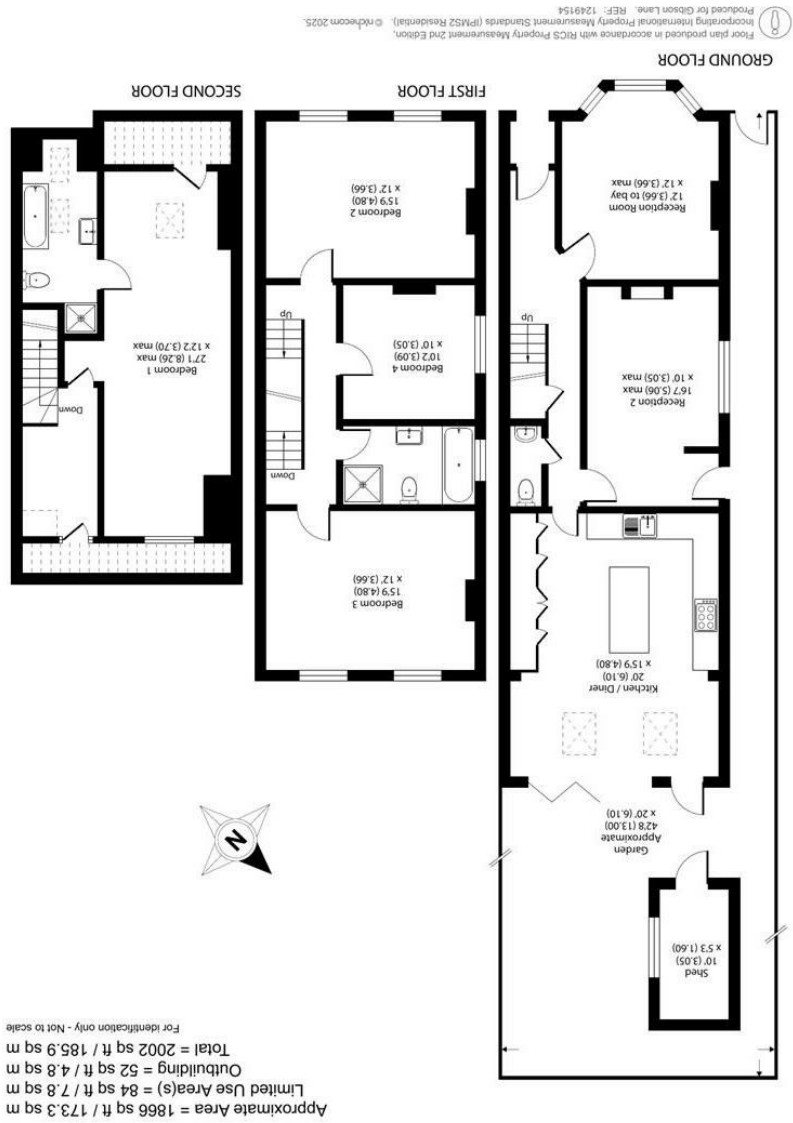 Approximate Area = 1866 sq ft / 173.3 sq m
Limited Use Area(s) = 84 sq ft / 7.8 sq m
Outbuilding = 52 sq ft / 4.8 sq m
Total = 2002 sq ft / 185.9 sq m
For identification only - Not to scale
Shed
10' (3.05)
x 5'3 (1.60)
Garden
Approximate
42'8 (13.00)
x 20' (6.10)
N
Kitchen / Diner
20' (6.10)
x 15'9 (4.80)
Reception 2
16'7 (5.06) max
x 10' (3.05) max
Up
Reception Room
12' (3.66) to bay
x 12' (3.66) max
GROUND FLOOR
Bedroom 3
15'9 (4.80)
x 12' (3.66)
Down
Bedroom 4
10'2 (3.09)
x 10' (3.05)
Up
Bedroom 2
15'9 (4.80)
x 12' (3.66)
FIRST FLOOR
Down
Bedroom 1
27'1 (8.26) max
x 12'2 (3.70) max
SECOND FLOOR
Floor plan produced in accordance with RICS Property Measurement 2nd Edition,
Incorporating International Property Measurement Standards (IPMS2 Residential). © nichecom 2025.
Produced for Gibson Lane. REF: 1249154